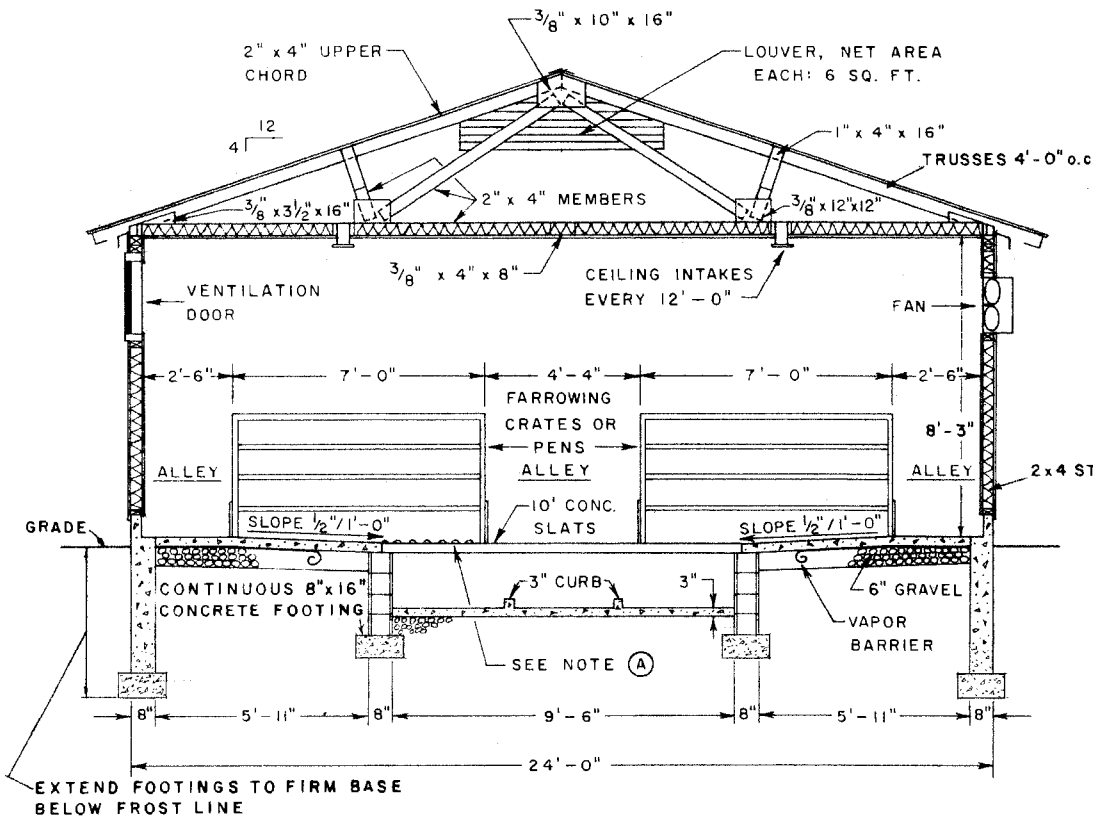 3/8" x 10" x 16"
2" x 4" UPPER
CHORD
LOUVER, NET AREA
EACH: 6 SQ. FT.
12
4
1" x 4" x 16"
TRUSSES 4'-0" o.c
3/8" x 3 1/2" x 16"
2" x 4" MEMBERS
3/8" x 12" x 12"
3/8" x 4" x 8"
CEILING INTAKES
EVERY 12'-0"
VENTILATION
DOOR
FAN
2'-6" 7'-0" 4'-4" 7'-0" 2'-6"
FARROWING
CRATES OR
PENS
8'-3"
ALLEY ALLEY ALLEY
2x4 ST
10' CONC.
SLATS
GRADE
SLOPE 1/2"/1'-0"
SLOPE 1/2"/1'-0"
CONTINUOUS 8"x16"
CONCRETE FOOTING
3" CURB
3"
6" GRAVEL
VAPOR
BARRIER
SEE NOTE A
8" 5'-11" 8" 9'-6" 8" 5'-11" 8"
24'-0"
EXTEND FOOTINGS TO FIRM BASE
BELOW FROST LINE